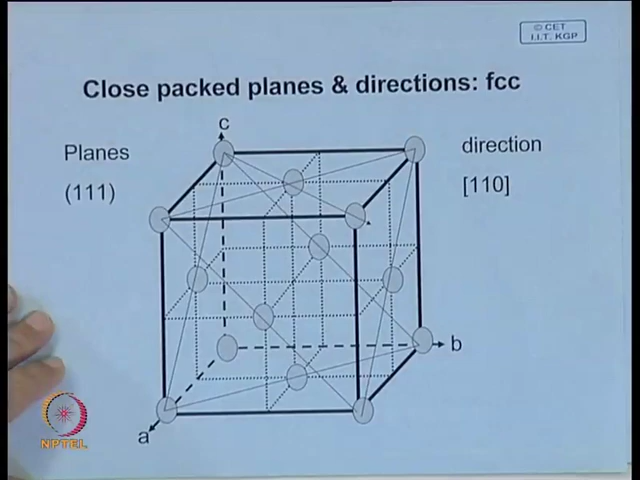 © CET
I.I.T. KGP
Close packed planes & directions: fcc
Planes
(111)
direction
[110]
c
b
a
NPTEL